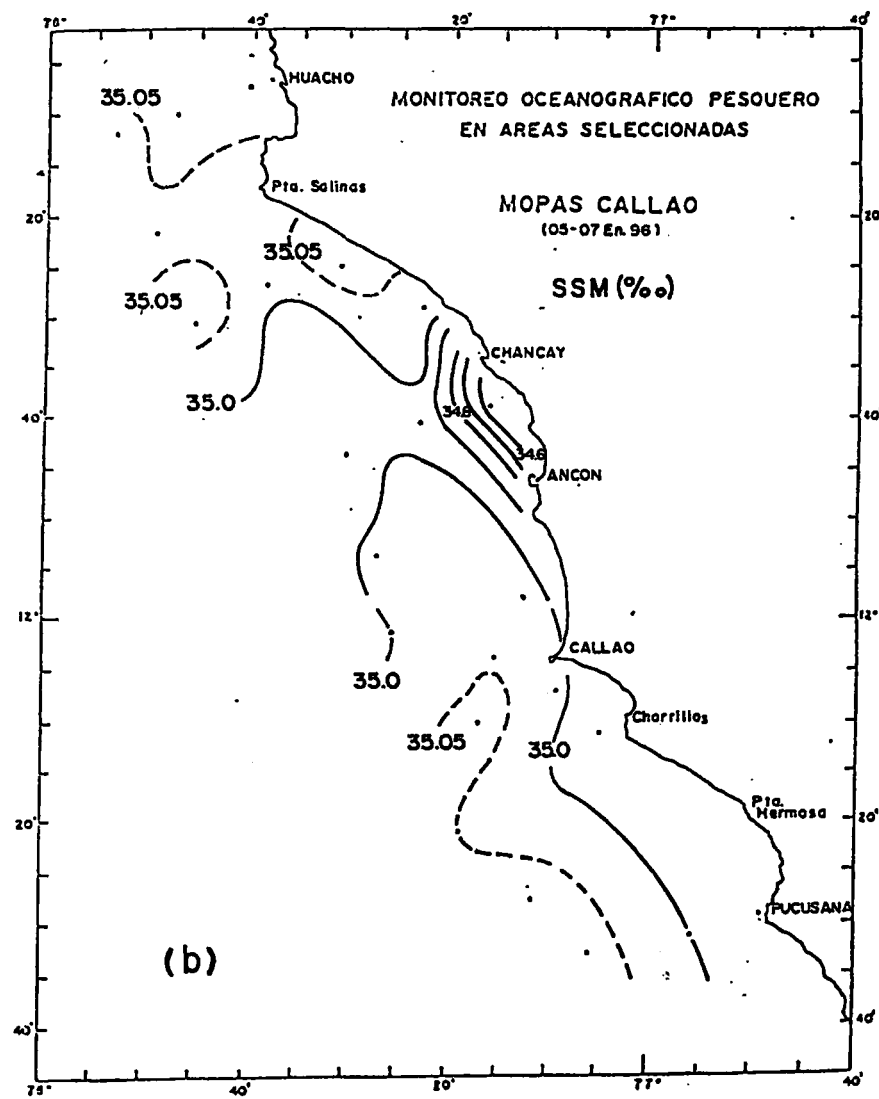 78° 40' 20' 77° 40'
HUACHO
35.05
MONITOREO OCEANOGRAFICO PESQUERO
EN AREAS SELECCIONADAS
Pta. Salinas
MOPAS CALLAO
(05-07 En. 96)
20' 20'
35.05
35.05
SSM (‰)
CHANCAY
35.0
34.8
40' 40'
34.6
ANCON
12° 12°
CALLAO
35.0
Chorrillos
35.05
35.0
Pta.
Hermosa
20' 20'
PUCUSANA
(b)
40' 40'
40' 20' 77° 40'